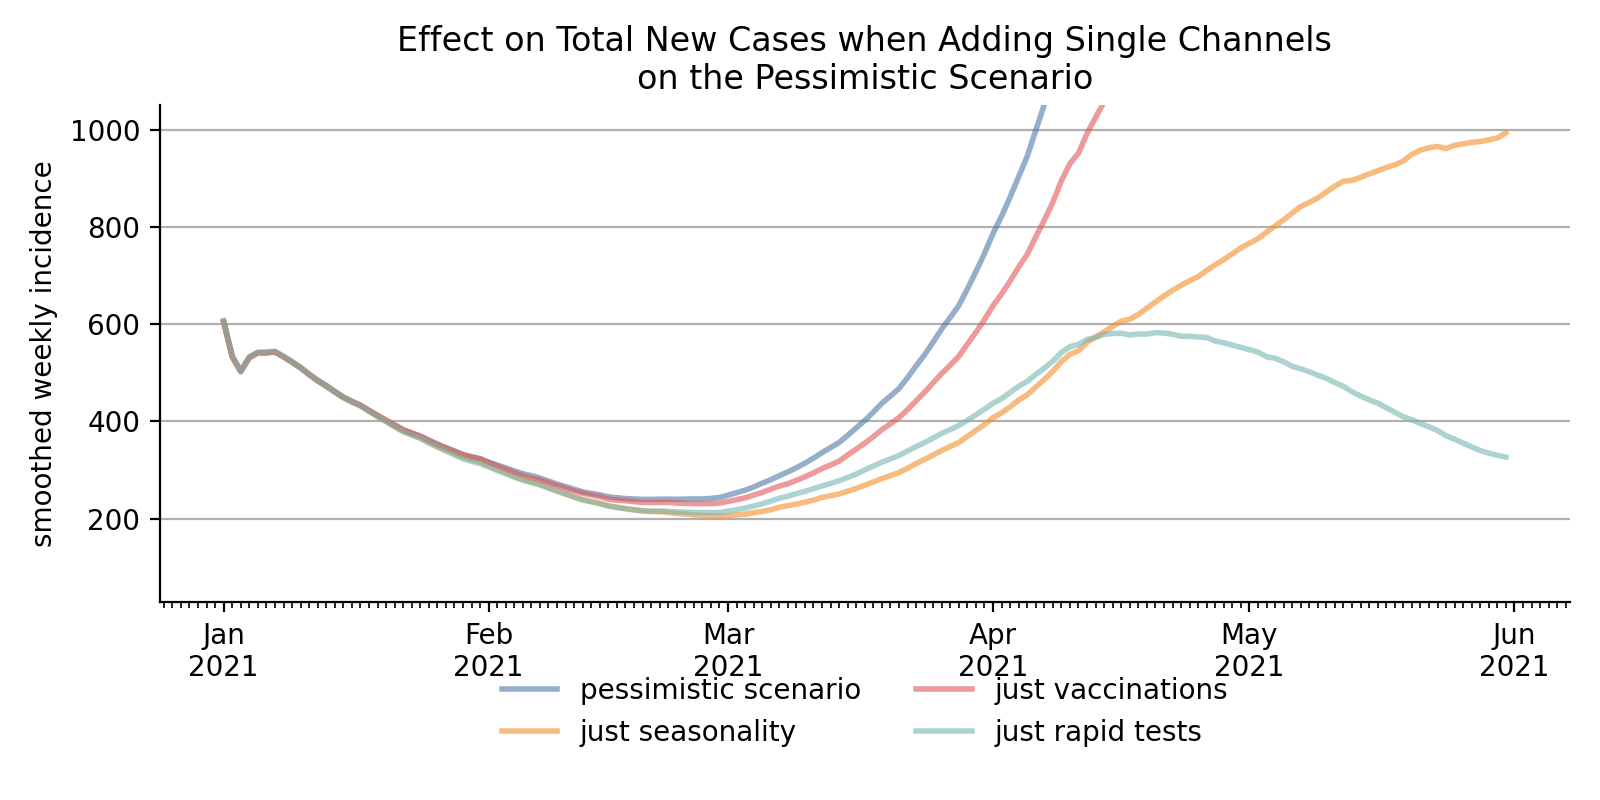 Effect on Total New Cases when Adding Single Channels
on the Pessimistic Scenario
smoothed weekly incidence
1000
800
600
400
200
Jan
2021
Feb
2021
Mar
2021
Apr
2021
May
2021
Jun
2021
pessimistic scenario
just seasonality
just vaccinations
just rapid tests